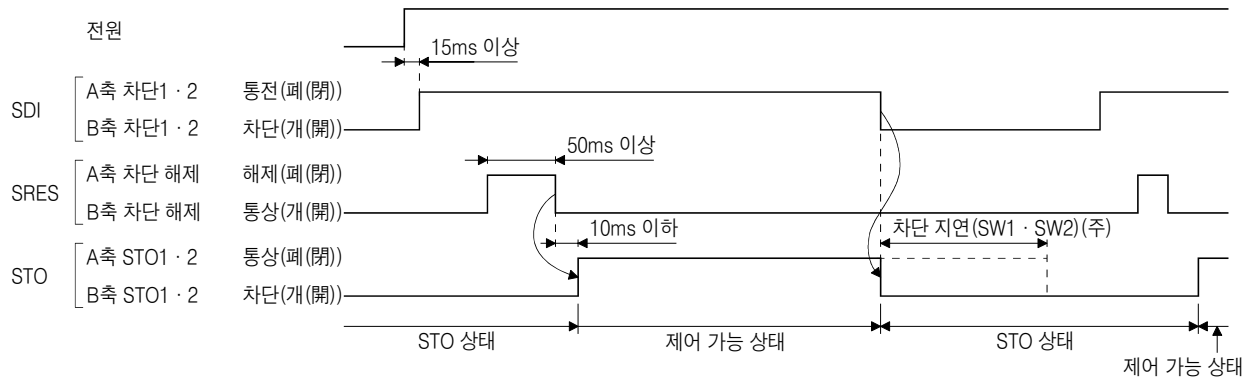 전원
15ms 이상
SDI
A축 차단1 · 2 통전(폐(閉))
B축 차단1 · 2 차단(개(開))
50ms 이상
SRES
A축 차단 해제 해제(폐(閉))
B축 차단 해제 통상(개(開))
10ms 이하
차단 지연(SW1 · SW2)(주)
STO
A축 STO1 · 2 통상(폐(閉))
B축 STO1 · 2 차단(개(開))
STO 상태 제어 가능 상태 STO 상태
제어 가능 상태